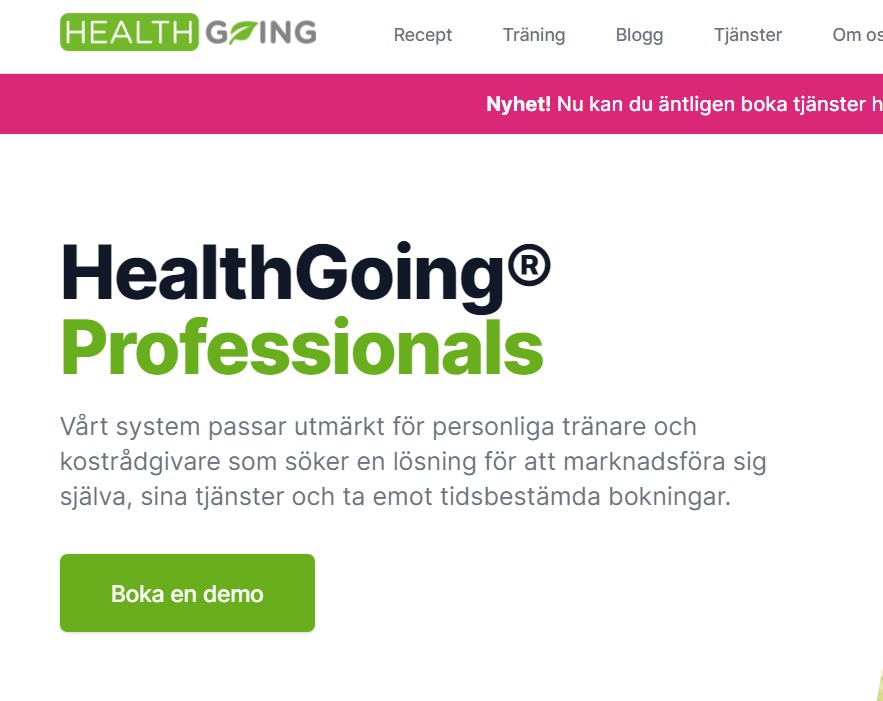 HEALTH GOING
Recept Träning Blogg Tjänster Om os
Nyhet! Nu kan du äntligen boka tjänster h
HealthGoing®
Professionals
Vårt system passar utmärkt för personliga tränare och
kostrådgivare som söker en lösning för att marknadsföra sig
själva, sina tjänster och ta emot tidsbestämda bokningar.
Boka en demo